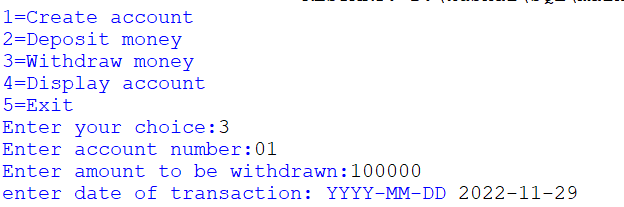 1=Create account
2=Deposit money
3=Withdraw money
4=Display account
5=Exit
Enter your choice:3
Enter account number:01
Enter amount to be withdrawn:100000
enter date of transaction: YYYY-MM-DD 2022-11-29